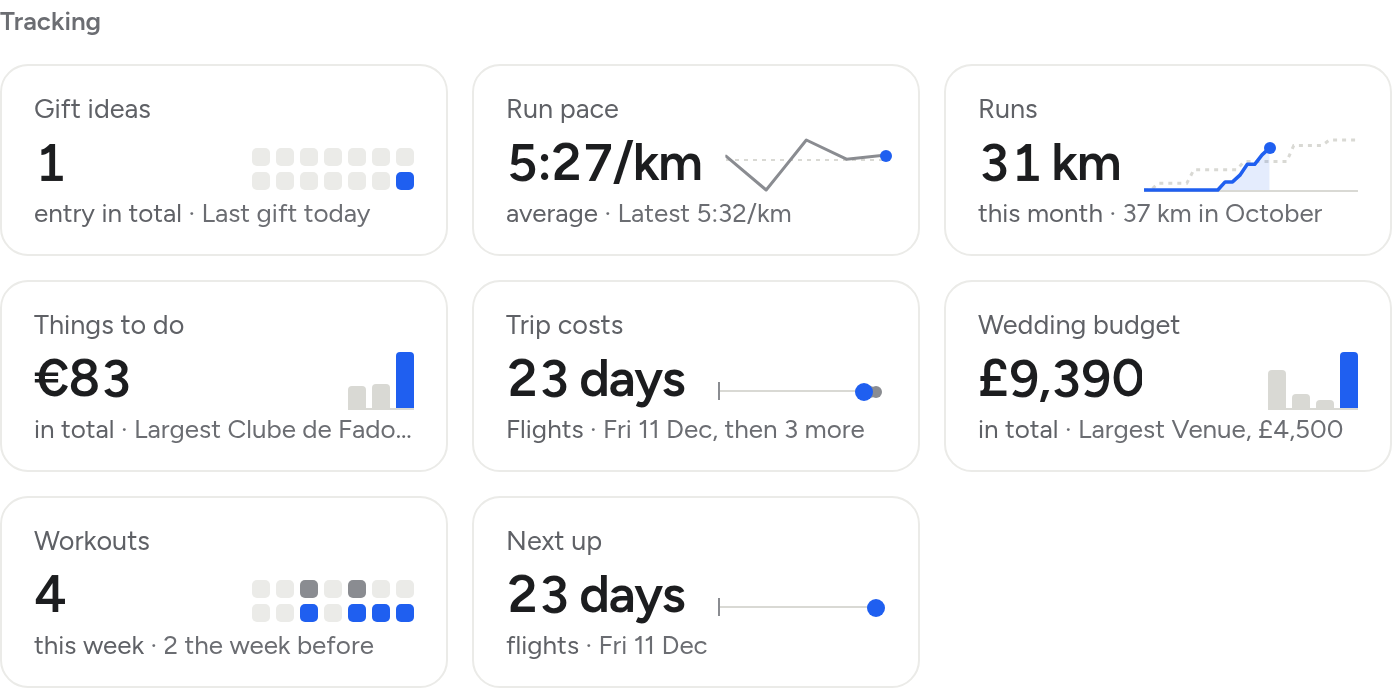 Tracking
Gift ideas
1
entry in total · Last gift today
Run pace
5:27/km
average · Latest 5:32/km
Runs
31 km
this month · 37 km in October
Things to do
€83
in total · Largest Clube de Fado...
Trip costs
23 days
Flights · Fri 11 Dec, then 3 more
Wedding budget
£9,390
in total · Largest Venue, £4,500
Workouts
4
this week · 2 the week before
Next up
23 days
flights · Fri 11 Dec